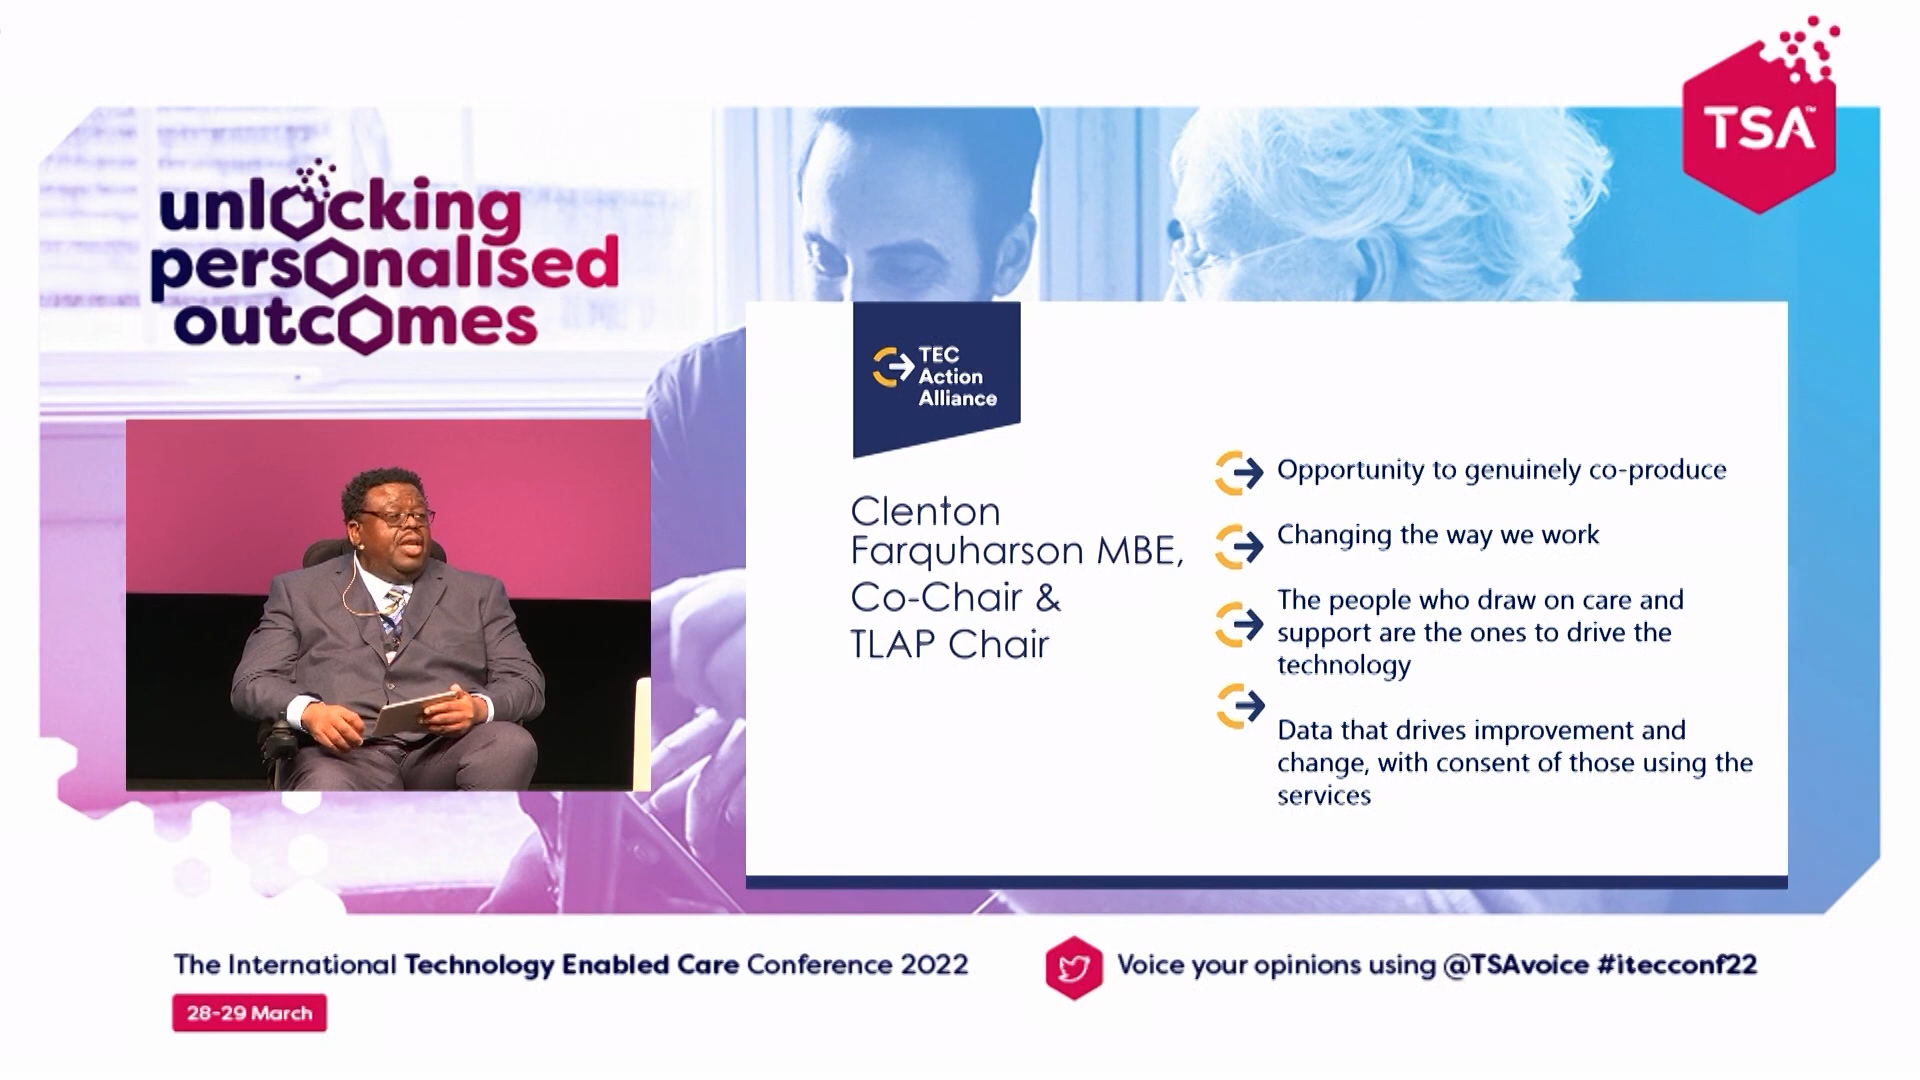 TSA™
unlocking
personalised
outcomes
TEC
Action
Alliance
Clenton
Farquharson MBE,
Co-Chair &
TLAP Chair
Opportunity to genuinely co-produce
Changing the way we work
The people who draw on care and
support are the ones to drive the
technology
Data that drives improvement and
change, with consent of those using the
services
The International Technology Enabled Care Conference 2022
28-29 March
Voice your opinions using @TSAvoice #itecconf22